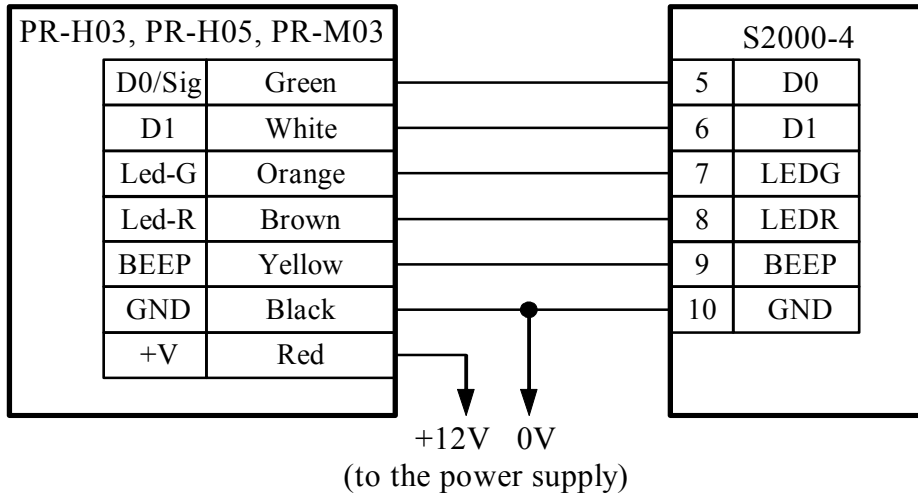 PR-H03, PR-H05, PR-M03
D0/Sig Green
D1 White
Led-G Orange
Led-R Brown
BEEP Yellow
GND Black
+V Red
S2000-4
5 D0
6 D1
7 LEDG
8 LEDR
9 BEEP
10 GND
+12V 0V
(to the power supply)